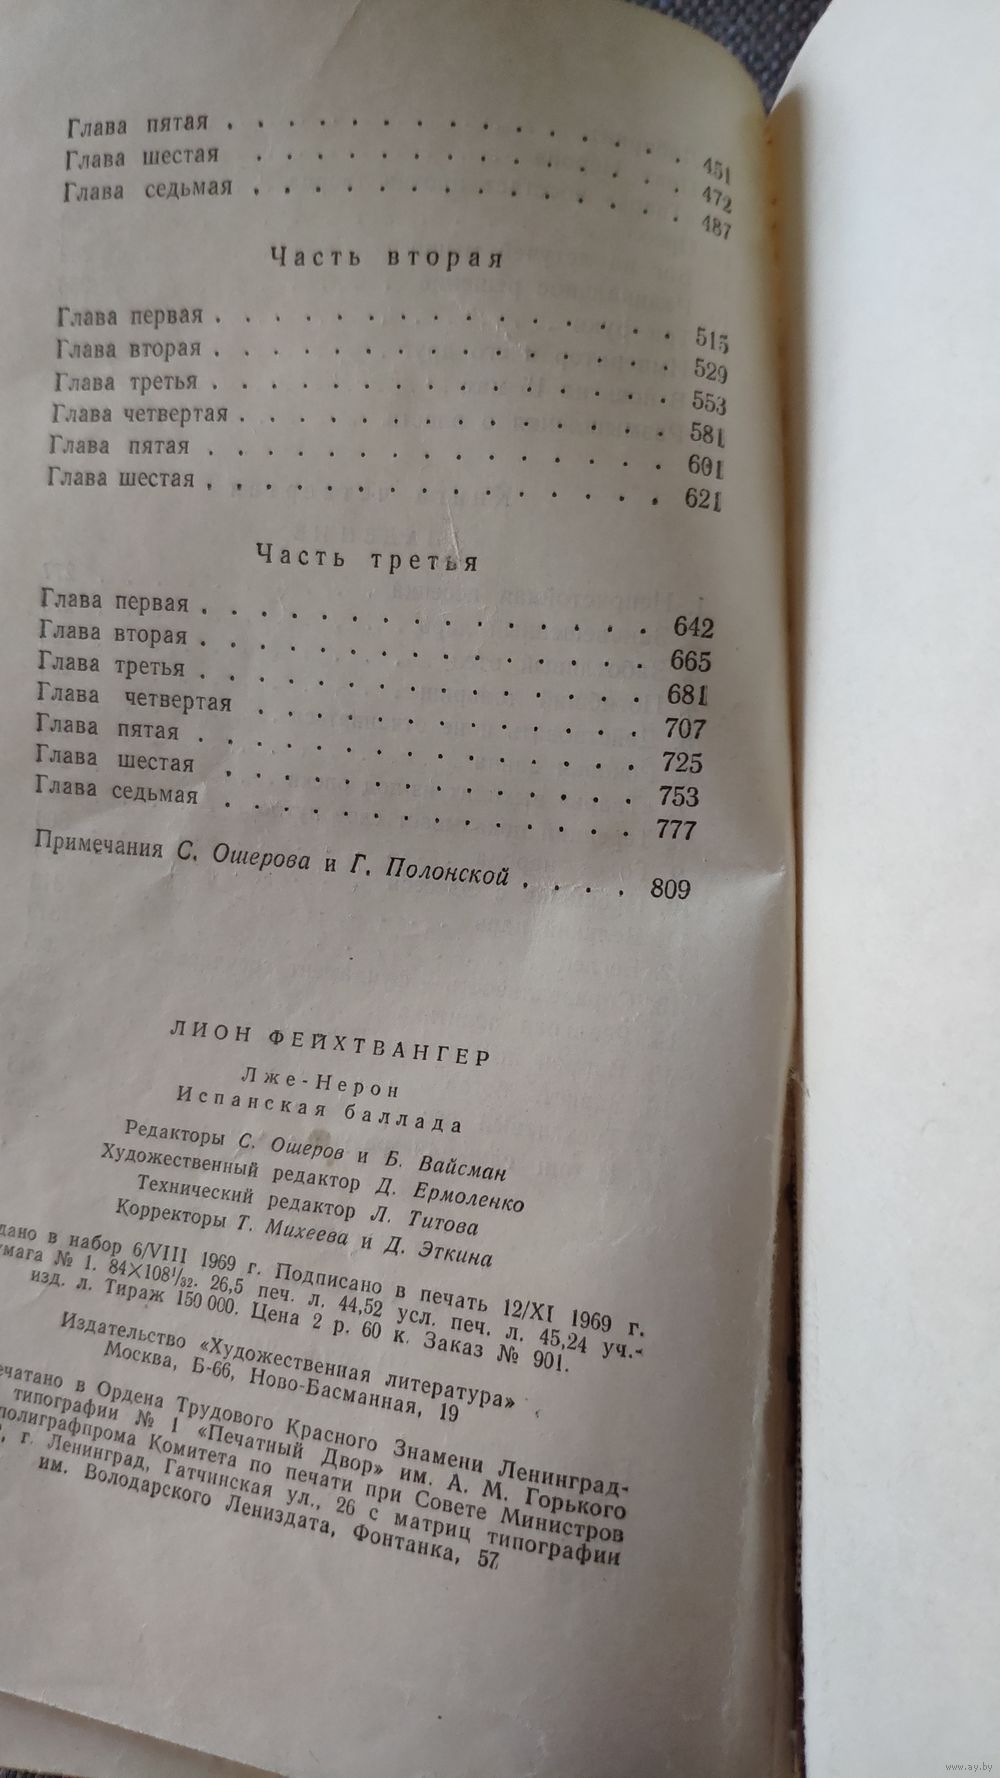 Глава пятая . . . . . . . . . . . . . . . 451
Глава шестая . . . . . . . . . . . . . . 472
Глава седьмая . . . . . . . . . . . . . . 487
Часть вторая
Глава первая . . . . . . . . . . . . . . . . 515
Глава вторая . . . . . . . . . . . . . . . . 529
Глава третья . . . . . . . . . . . . . . . . 553
Глава четвертая . . . . . . . . . . . . . . . 581
Глава пятая . . . . . . . . . . . . . . . . 601
Глава шестая . . . . . . . . . . . . . . . . 621
Часть третья
Глава первая . . . . . . . . . . . . . . . . 642
Глава вторая . . . . . . . . . . . . . . . . 665
Глава третья . . . . . . . . . . . . . . . . 681
Глава четвертая . . . . . . . . . . . . . . 707
Глава пятая . . . . . . . . . . . . . . . . 725
Глава шестая . . . . . . . . . . . . . . . 753
Глава седьмая . . . . . . . . . . . . . . . 777
Примечания С. Ошерова и Г. Полонской . . . . 809
ЛИОН ФЕЙХТВАНГЕР
Лже-Нерон
Испанская баллада
Редакторы С. Ошеров и Б. Вайсман
Художественный редактор Д. Ермоленко
Технический редактор Л. Титова
Корректоры Т. Михеева и Д. Эткина
дано в набор 6/VIII 1969 г. Подписано в печать 12/XI 1969 г.
умага № 1. 84×108 1/32. 26,5 печ. л. 44,52 усл. печ. л. 45,24 уч.-
изд. л. Тираж 150 000. Цена 2 р. 60 к. Заказ № 901.
Издательство «Художественная литература»
Москва, Б-66, Ново-Басманная, 19
ечатано в Ордена Трудового Красного Знамени Ленинград-
типографии № 1 «Печатный Двор» им. А. М. Горького
полиграфпрома Комитета по печати при Совете Министров
, г. Ленинград, Гатчинская ул., 26 с матриц типографии
им. Володарского Лениздата, Фонтанка, 57
www.ay.by